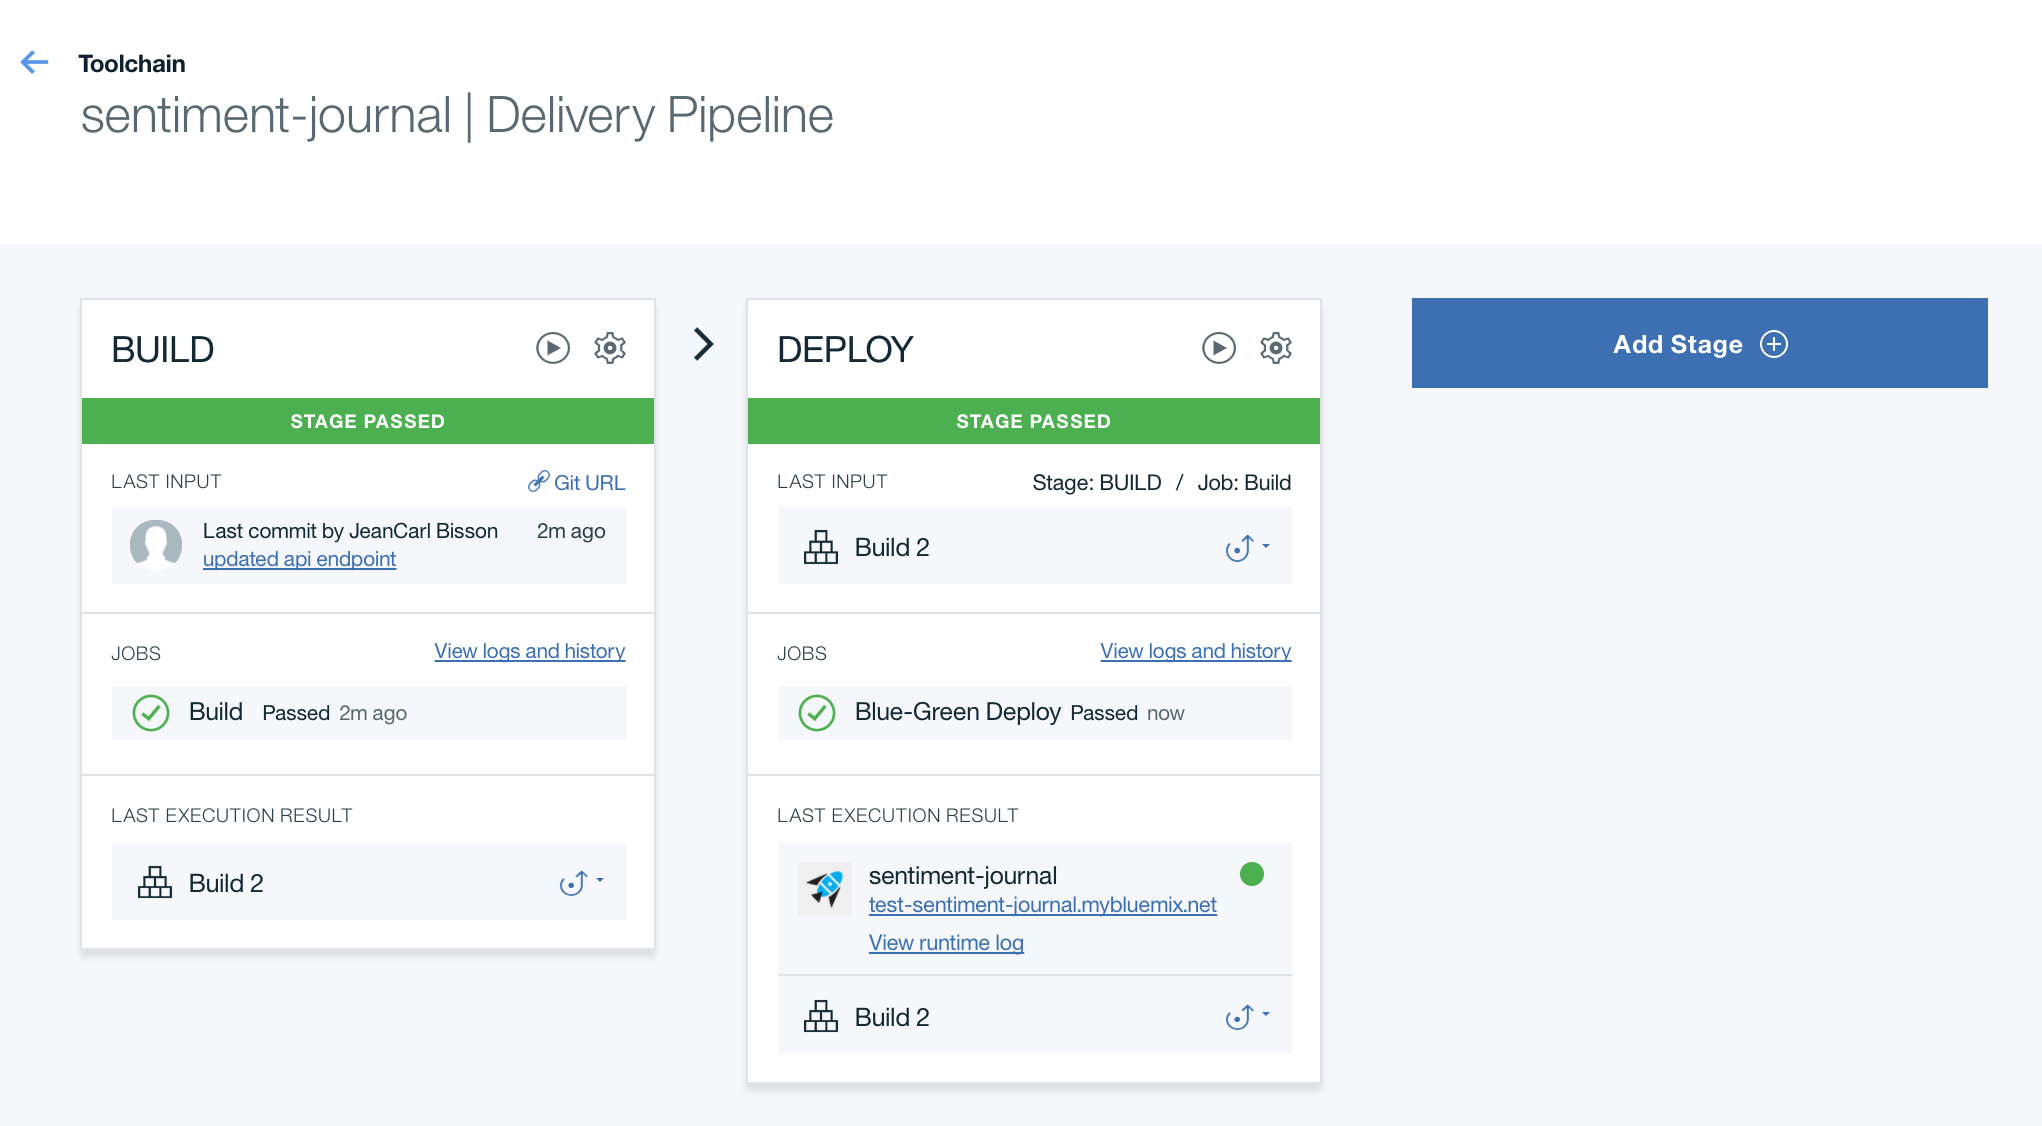 Toolchain
sentiment-journal | Delivery Pipeline
BUILD
STAGE PASSED
LAST INPUT Git URL
Last commit by JeanCarl Bisson 2m ago
updated api endpoint
JOBS View logs and history
Build Passed 2m ago
LAST EXECUTION RESULT
Build 2
DEPLOY
STAGE PASSED
LAST INPUT Stage: BUILD / Job: Build
Build 2
JOBS View logs and history
Blue-Green Deploy Passed now
LAST EXECUTION RESULT
sentiment-journal
test-sentiment-journal.mybluemix.net
View runtime log
Build 2
Add Stage